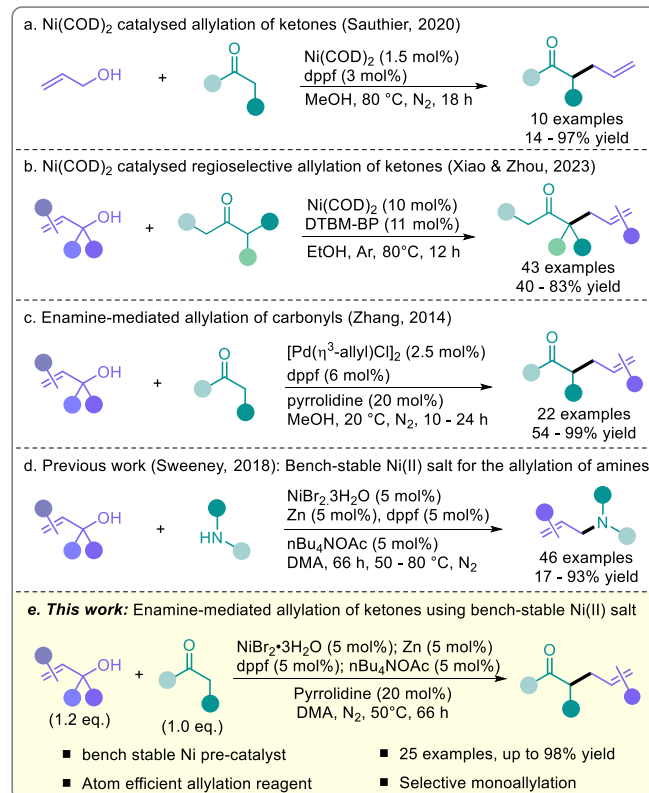 a. Ni(COD)2 catalysed allylation of ketones (Sauthier, 2020)
OH
+
O
Ni(COD)2 (1.5 mol%)
dppf (3 mol%)
MeOH, 80 °C, N2, 18 h
O
10 examples
14 - 97% yield
b. Ni(COD)2 catalysed regioselective allylation of ketones (Xiao & Zhou, 2023)
OH
+
O
Ni(COD)2 (10 mol%)
DTBM-BP (11 mol%)
EtOH, Ar, 80°C, 12 h
O
43 examples
40 - 83% yield
c. Enamine-mediated allylation of carbonyls (Zhang, 2014)
OH
+
O
[Pd(η3-allyl)Cl]2 (2.5 mol%)
dppf (6 mol%)
pyrrolidine (20 mol%)
MeOH, 20 °C, N2, 10 - 24 h
O
22 examples
54 - 99% yield
d. Previous work (Sweeney, 2018): Bench-stable Ni(II) salt for the allylation of amines
OH
+
HN
NiBr2.3H2O (5 mol%)
Zn (5 mol%), dppf (5 mol%)
nBu4NOAc (5 mol%)
DMA, 66 h, 50 - 80 °C, N2
N
46 examples
17 - 93% yield
e. This work: Enamine-mediated allylation of ketones using bench-stable Ni(II) salt
OH
(1.2 eq.)
+
O
(1.0 eq.)
NiBr2•3H2O (5 mol%); Zn (5 mol%)
dppf (5 mol%); nBu4NOAc (5 mol%)
Pyrrolidine (20 mol%)
DMA, N2, 50°C, 66 h
O
■ bench stable Ni pre-catalyst
■ 25 examples, up to 98% yield
■ Atom efficient allylation reagent
■ Selective monoallylation